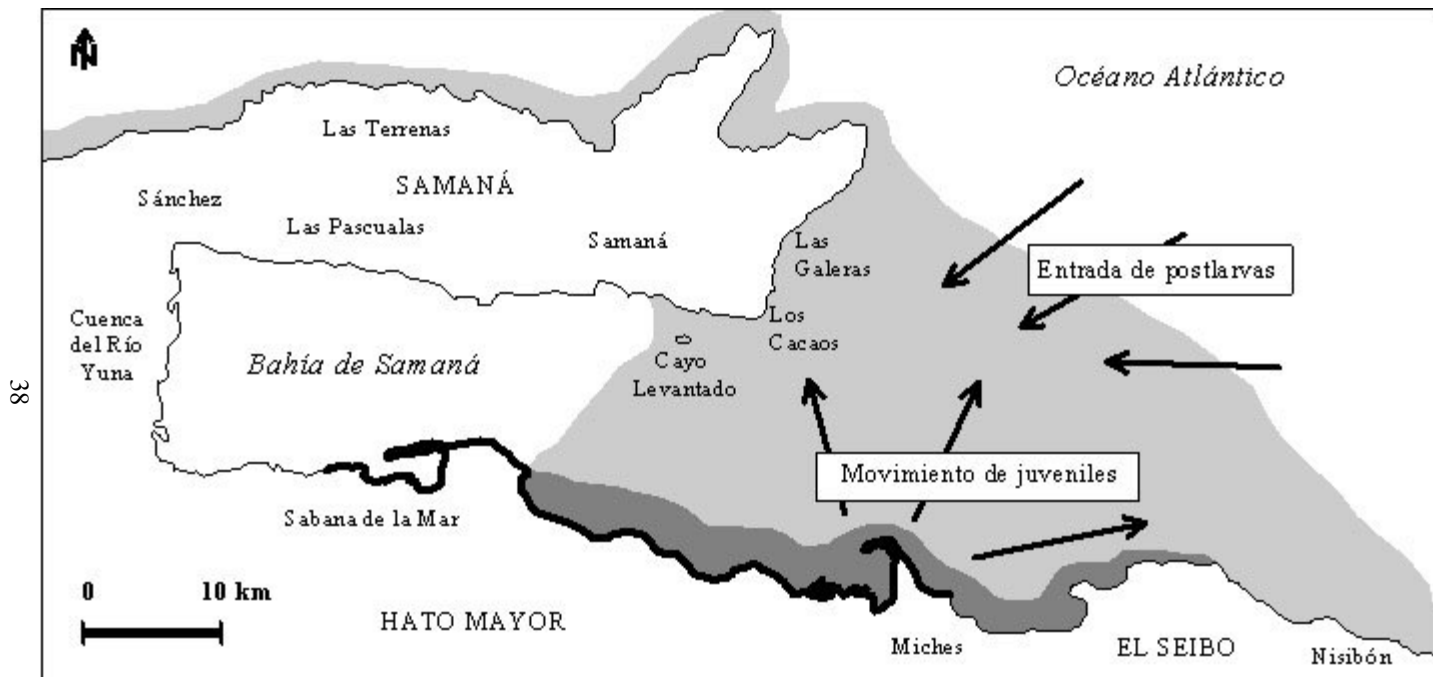 N
Océano Atlántico
Las Terrenas
SAMANÁ
Sánchez
Las Pascualas
Samaná
Las
Galeras
Entrada de postlarvas
Cuenca
del Río
Yuna
Bahía de Samaná
Los
Cacaos
Cayo
Levantado
38
Movimiento de juveniles
Sabana de la Mar
0 10 km
HATO MAYOR
Miches
EL SEIBO
Nisibón